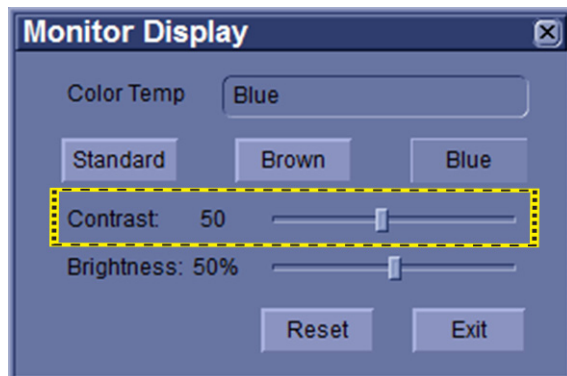 Monitor Display
Color Temp Blue
Standard Brown Blue
Contrast: 50
Brightness: 50%
Reset Exit